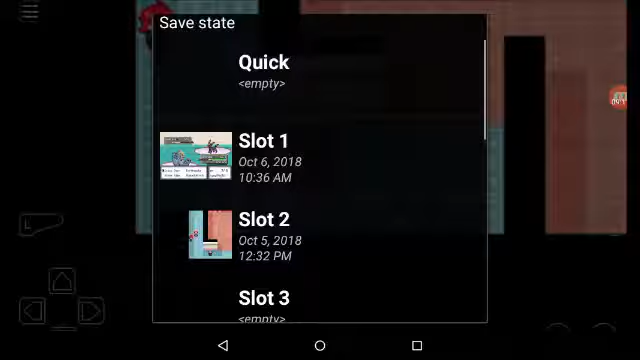 Save state
Quick
<empty>
Slot 1
Oct 6, 2018
10:36 AM
Slot 2
Oct 5, 2018
12:32 PM
Slot 3
<empty>
L